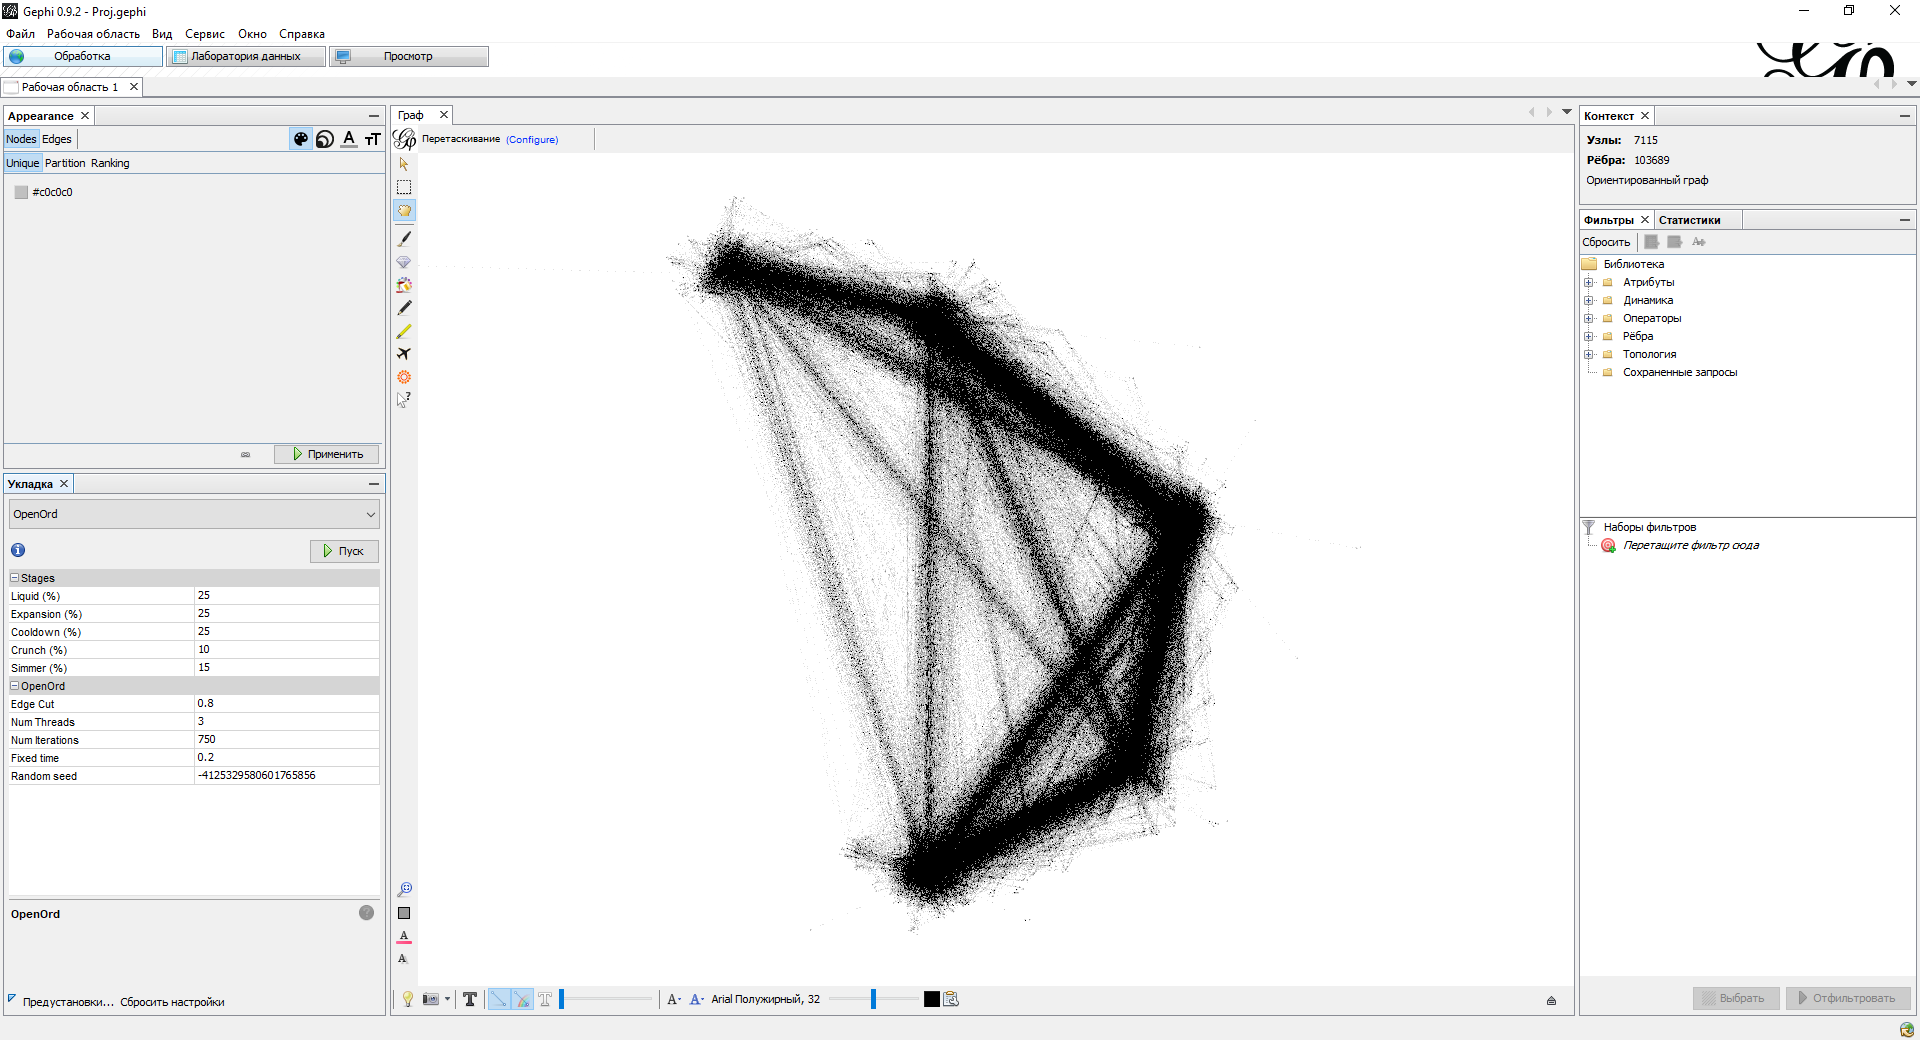 Gephi 0.9.2 - Proj.gephi
Файл Рабочая область Вид Сервис Окно Справка
Обработка Лаборатория данных Просмотр
Рабочая область 1
Appearance
Nodes Edges
Unique Partition Ranking
#c0c0c0
Применить
Укладка
OpenOrd
Пуск
Stages
Liquid (%) 25
Expansion (%) 25
Cooldown (%) 25
Crunch (%) 10
Simmer (%) 15
OpenOrd
Edge Cut 0.8
Num Threads 3
Num Iterations 750
Fixed time 0.2
Random seed -4125329580601765856
OpenOrd
Предустановки... Сбросить настройки
Граф
Перетаскивание (Configure)
Arial Полужирный, 32
Контекст
Узлы: 7115
Рёбра: 103689
Ориентированный граф
Фильтры Статистики
Сбросить
Библиотека
Атрибуты
Динамика
Операторы
Рёбра
Топология
Сохраненные запросы
Наборы фильтров
Перетащите фильтр сюда
Выбрать Отфильтровать